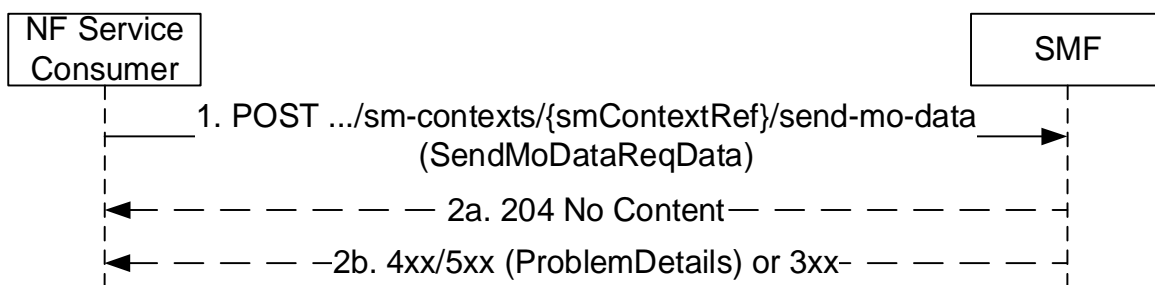 NF Service
Consumer
SMF
1. POST .../sm-contexts/{smContextRef}/send-mo-data
(SendMoDataReqData)
2a. 204 No Content
2b. 4xx/5xx (ProblemDetails) or 3xx